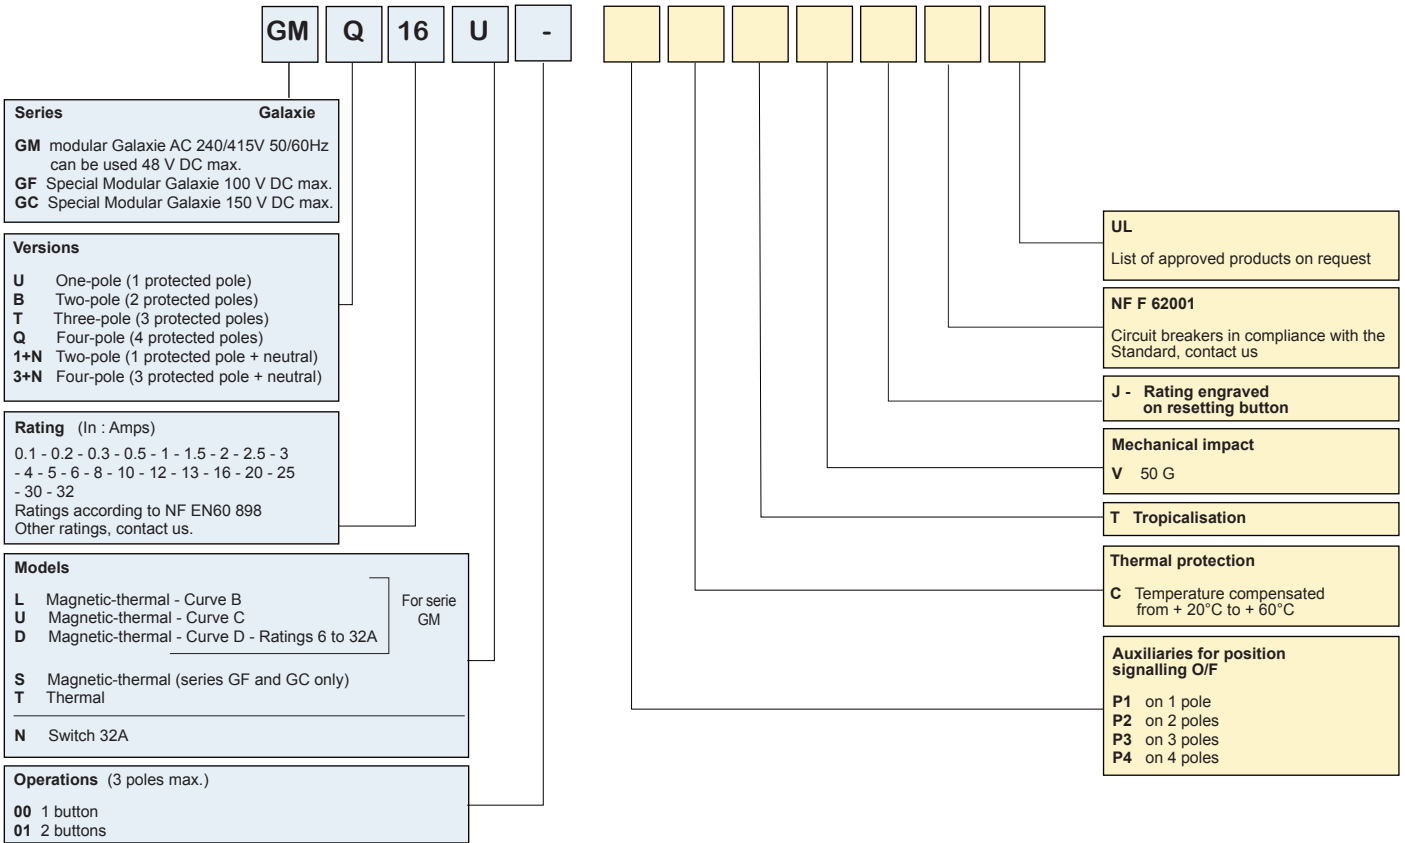 GM Q 16 U -
Series Galaxie
GM modular Galaxie AC 240/415V 50/60Hz
can be used 48 V DC max.
GF Special Modular Galaxie 100 V DC max.
GC Special Modular Galaxie 150 V DC max.
Versions
U One-pole (1 protected pole)
B Two-pole (2 protected poles)
T Three-pole (3 protected poles)
Q Four-pole (4 protected poles)
1+N Two-pole (1 protected pole + neutral)
3+N Four-pole (3 protected pole + neutral)
Rating (In : Amps)
0.1 - 0.2 - 0.3 - 0.5 - 1 - 1.5 - 2 - 2.5 - 3
- 4 - 5 - 6 - 8 - 10 - 12 - 13 - 16 - 20 - 25
- 30 - 32
Ratings according to NF EN60 898
Other ratings, contact us.
Models
L Magnetic-thermal - Curve B
U Magnetic-thermal - Curve C
D Magnetic-thermal - Curve D - Ratings 6 to 32A
For serie
GM
S Magnetic-thermal (series GF and GC only)
T Thermal
N Switch 32A
Operations (3 poles max.)
00 1 button
01 2 buttons
UL
List of approved products on request
NF F 62001
Circuit breakers in compliance with the
Standard, contact us
J - Rating engraved
on resetting button
Mechanical impact
V 50 G
T Tropicalisation
Thermal protection
C Temperature compensated
from + 20°C to + 60°C
Auxiliaries for position
signalling O/F
P1 on 1 pole
P2 on 2 poles
P3 on 3 poles
P4 on 4 poles